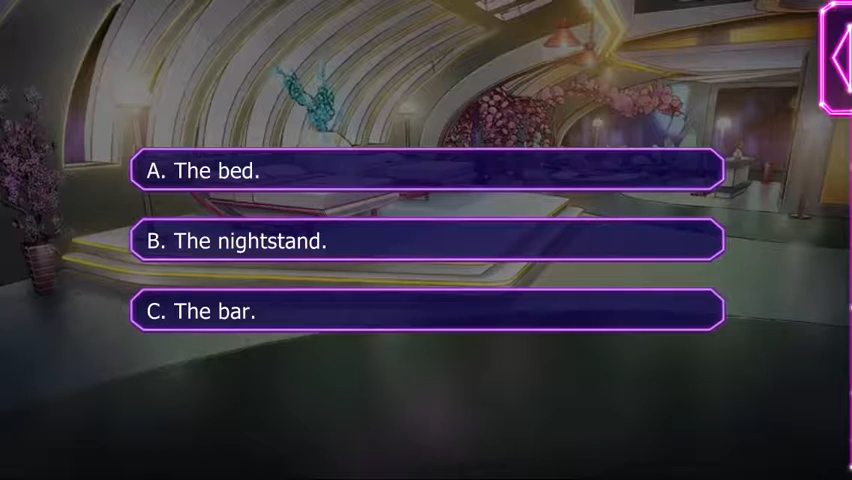 A. The bed.
B. The nightstand.
C. The bar.